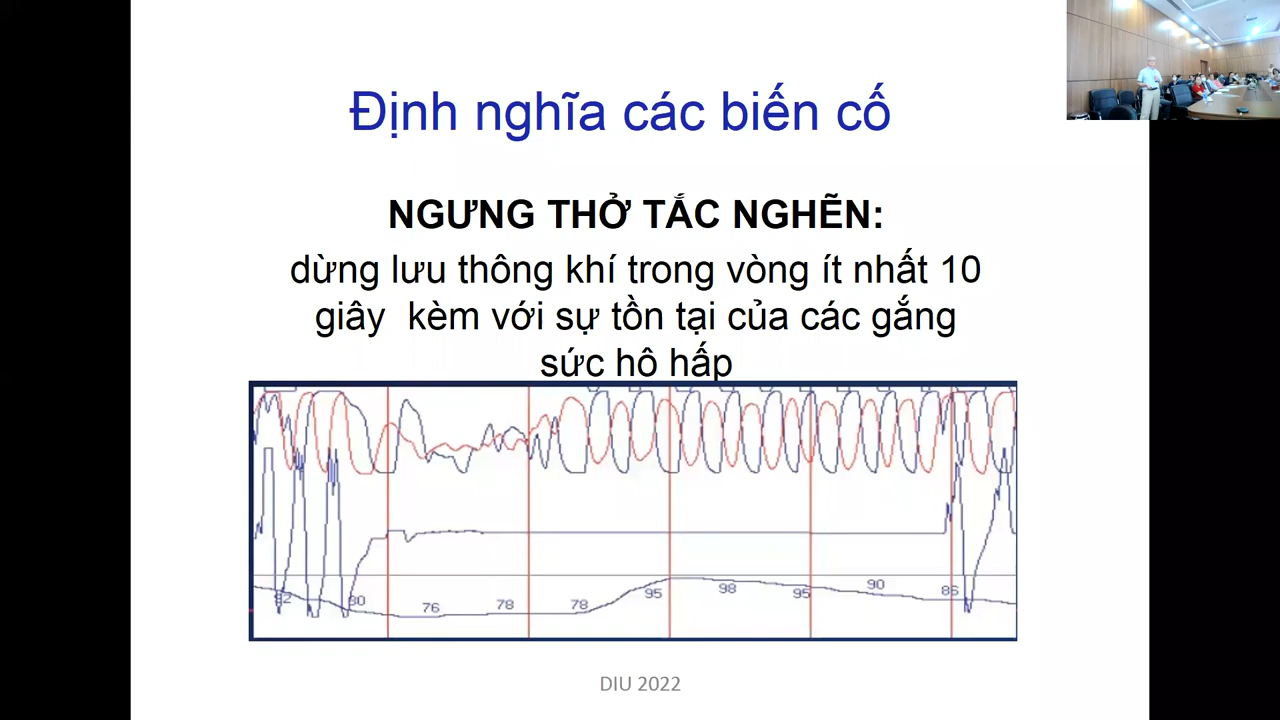 Định nghĩa các biến cố
NGƯNG THỞ TẮC NGHẼN:
dừng lưu thông khí trong vòng ít nhất 10
giây kèm với sự tồn tại của các gắng
sức hô hấp
82 80 76 78 78 95 98 95 90 86
DIU 2022